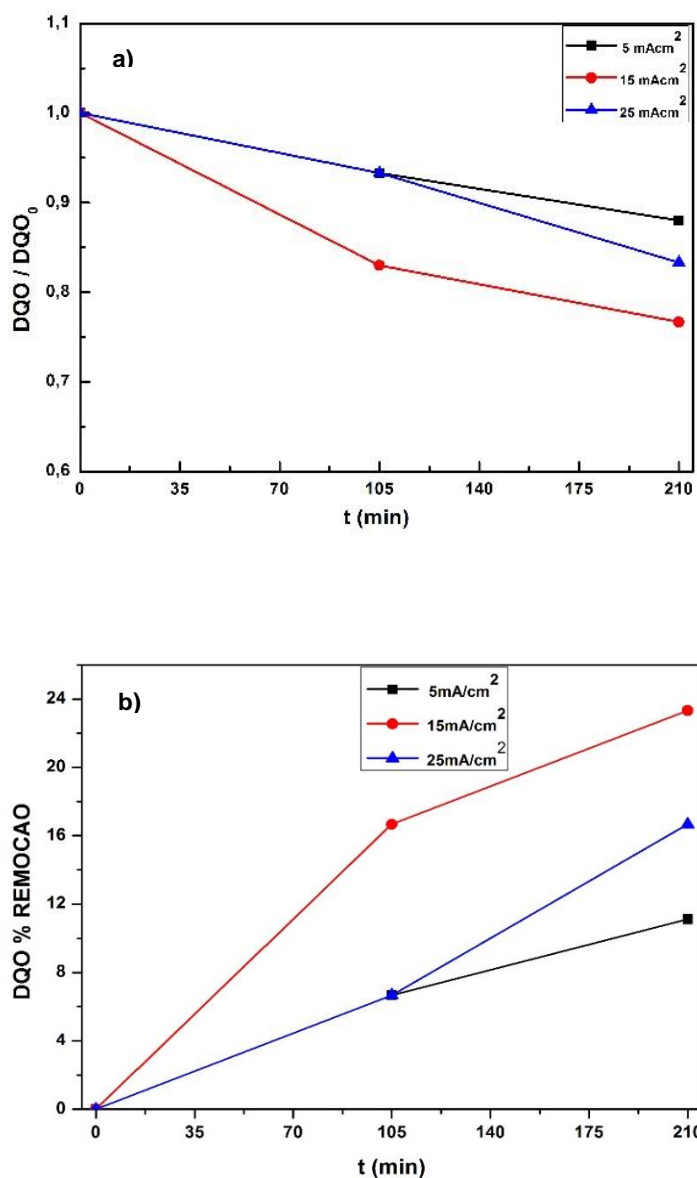 1,1
a)
5 mAcm²
15 mAcm²
25 mAcm²
1,0
0,9
0,8
0,7
0,6
DQO / DQO₀
0 35 70 105 140 175 210
t (min)
24
b)
5mA/cm²
15mA/cm²
25mA/cm²
20
16
12
8
4
0
DQO % REMOCAO
0 35 70 105 140 175 210
t (min)